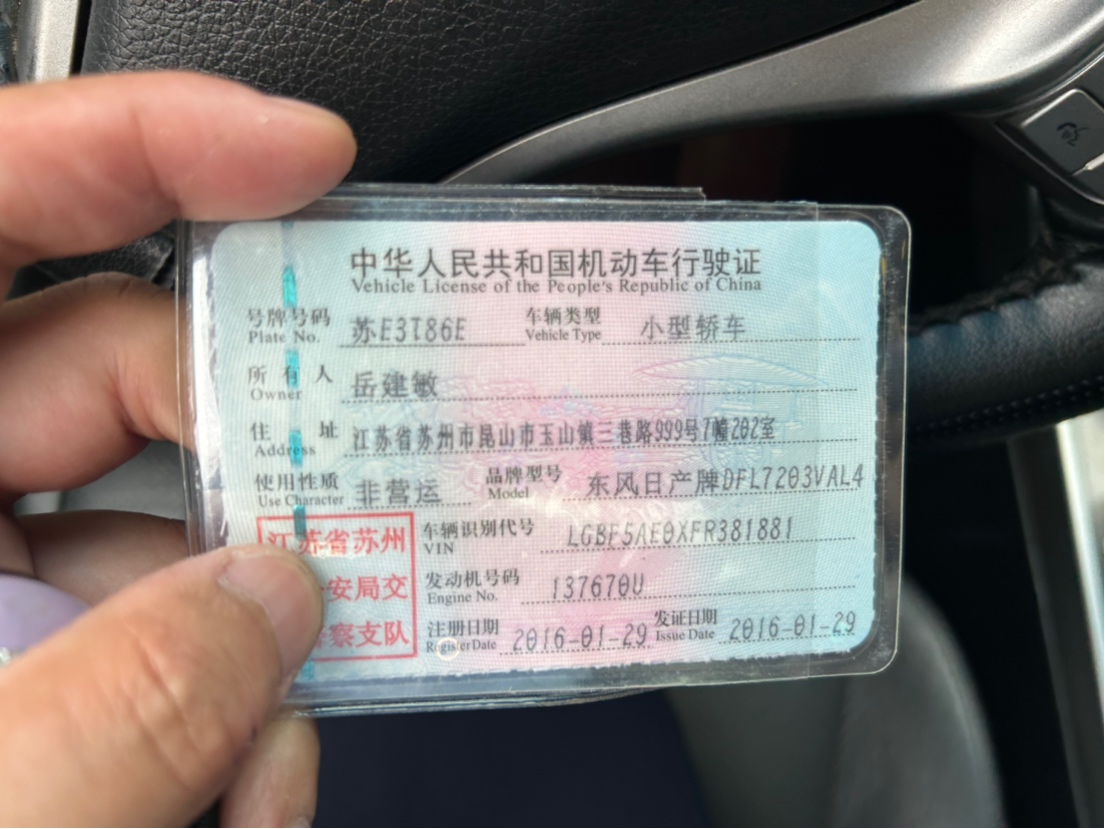 中华人民共和国机动车行驶证
Vehicle License of the People's Republic of China
号牌号码 苏E3T86E 车辆类型 小型轿车
Plate No. Vehicle Type
所有人 岳建敏
Owner
住址 江苏省苏州市昆山市玉山镇三巷路999号7幢202室
Address
使用性质 非营运 品牌型号 东风日产牌DFL7203VAL4
Use Character Model
江苏省苏州 车辆识别代号 LGBF5AE0XFR381881
VIN
安局交 发动机号码 137670U
Engine No.
察支队 注册日期 2016-01-29 发证日期 2016-01-29
Register Date Issue Date